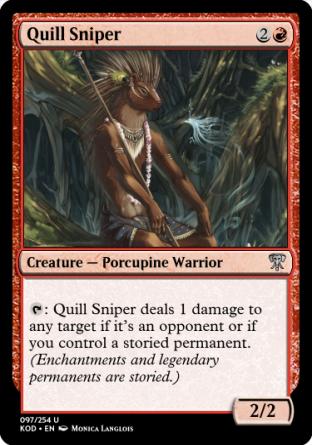 Quill Sniper 2
Creature — Porcupine Warrior
: Quill Sniper deals 1 damage to
any target if it's an opponent or if
you control a storied permanent.
(Enchantments and legendary
permanents are storied.)
2/2
097/254 U
KOD • EN Monica Langlois